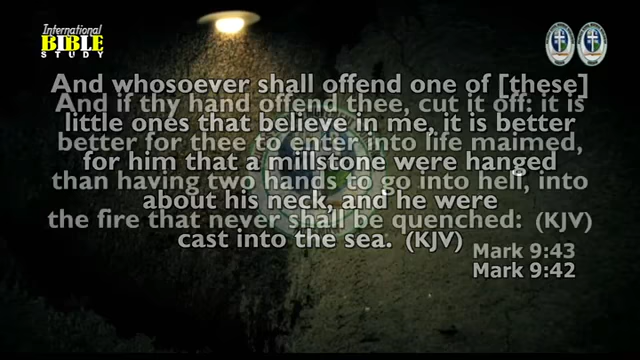 International
BIBLE
STUDY
And whosoever shall offend one of [these]
little ones that believe in me, it is better
for him that a millstone were hanged
about his neck, and he were
cast into the sea. (KJV)
Mark 9:42
And if thy hand offend thee, cut it off: it is
better for thee to enter into life maimed,
than having two hands to go into hell, into
the fire that never shall be quenched: (KJV)
Mark 9:43